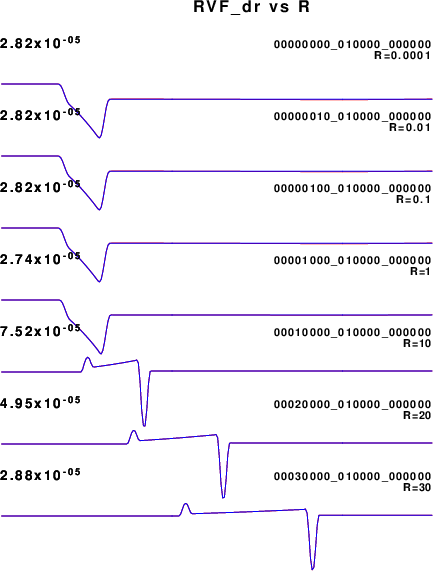 RVF_dr vs R
2.82x10⁻⁰⁵ 00000000_010000_000000
R=0.0001
2.82x10⁻⁰⁵ 00000010_010000_000000
R=0.01
2.82x10⁻⁰⁵ 00000100_010000_000000
R=0.1
2.74x10⁻⁰⁵ 00001000_010000_000000
R=1
7.52x10⁻⁰⁵ 00010000_010000_000000
R=10
4.95x10⁻⁰⁵ 00020000_010000_000000
R=20
2.88x10⁻⁰⁵ 00030000_010000_000000
R=30